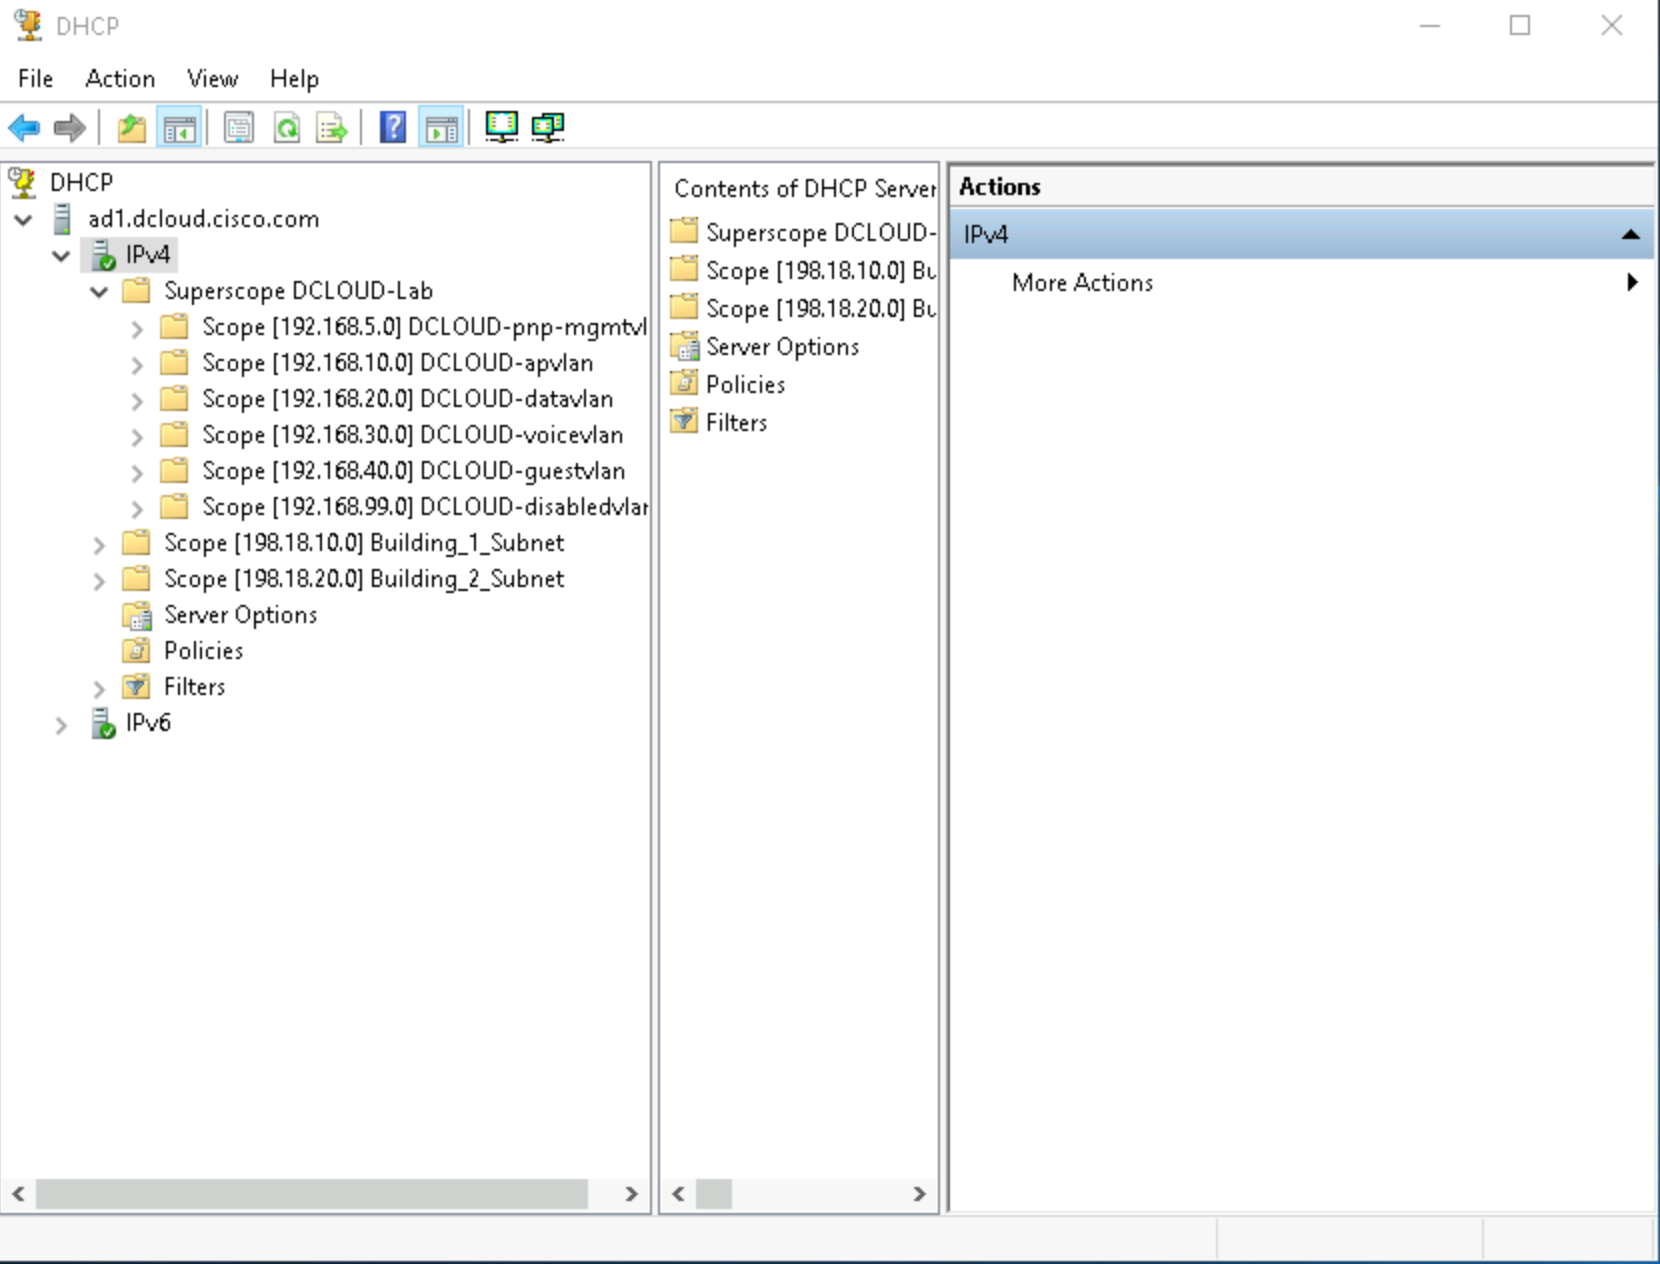 DHCP
File Action View Help
DHCP
ad1.dcloud.cisco.com
IPv4
Superscope DCLOUD-Lab
Scope [192.168.5.0] DCLOUD-pnp-mgmtvl
Scope [192.168.10.0] DCLOUD-apvlan
Scope [192.168.20.0] DCLOUD-datavlan
Scope [192.168.30.0] DCLOUD-voicevlan
Scope [192.168.40.0] DCLOUD-guestvlan
Scope [192.168.99.0] DCLOUD-disabledvlan
Scope [198.18.10.0] Building_1_Subnet
Scope [198.18.20.0] Building_2_Subnet
Server Options
Policies
Filters
IPv6
Contents of DHCP Server
Superscope DCLOUD-
Scope [198.18.10.0] Bu
Scope [198.18.20.0] Bu
Server Options
Policies
Filters
Actions
IPv4
More Actions